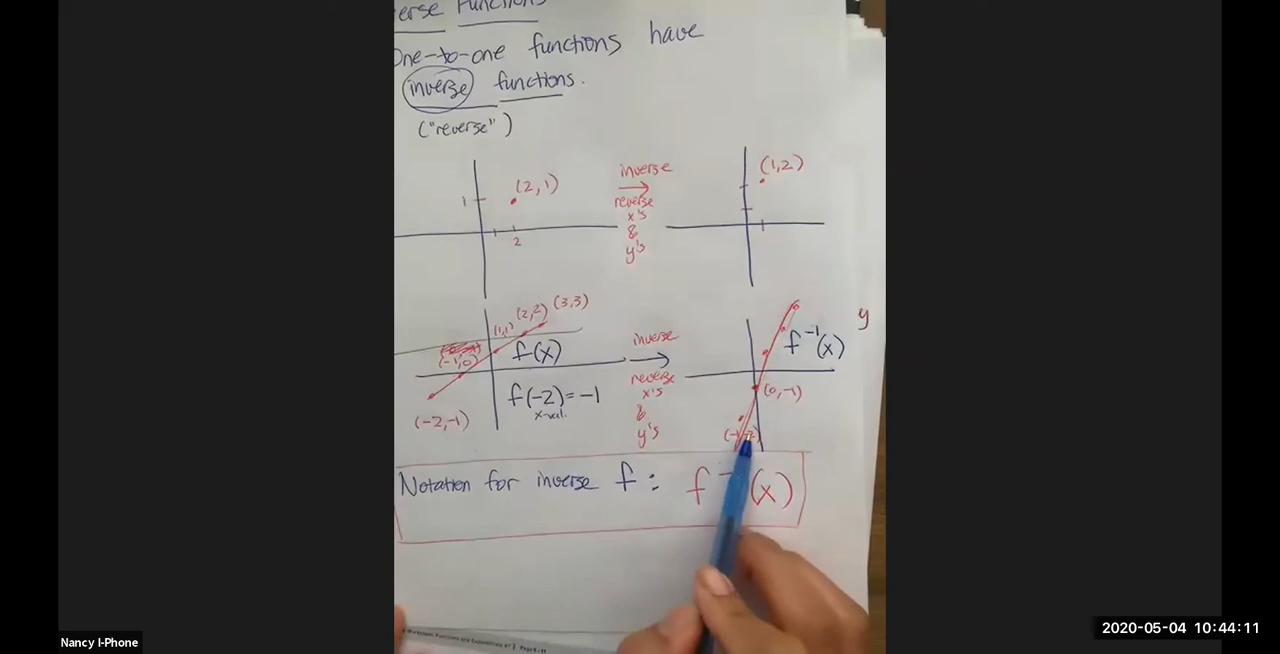 erse Functions
One-to-one functions have
inverse functions.
("reverse")
(2,1)
1
2
inverse
reverse
x's
&
y's
(1,2)
(3,3)
(2,2)
(1,1)
(-1,0)
(-2,-1)
f(x)
f(-2)=-1
x-val.
inverse
reverse
x's
&
y's
f⁻¹(x)
y
(0,-1)
Notation for inverse f : f (x)
Nancy I-Phone
2020-05-04 10:44:11